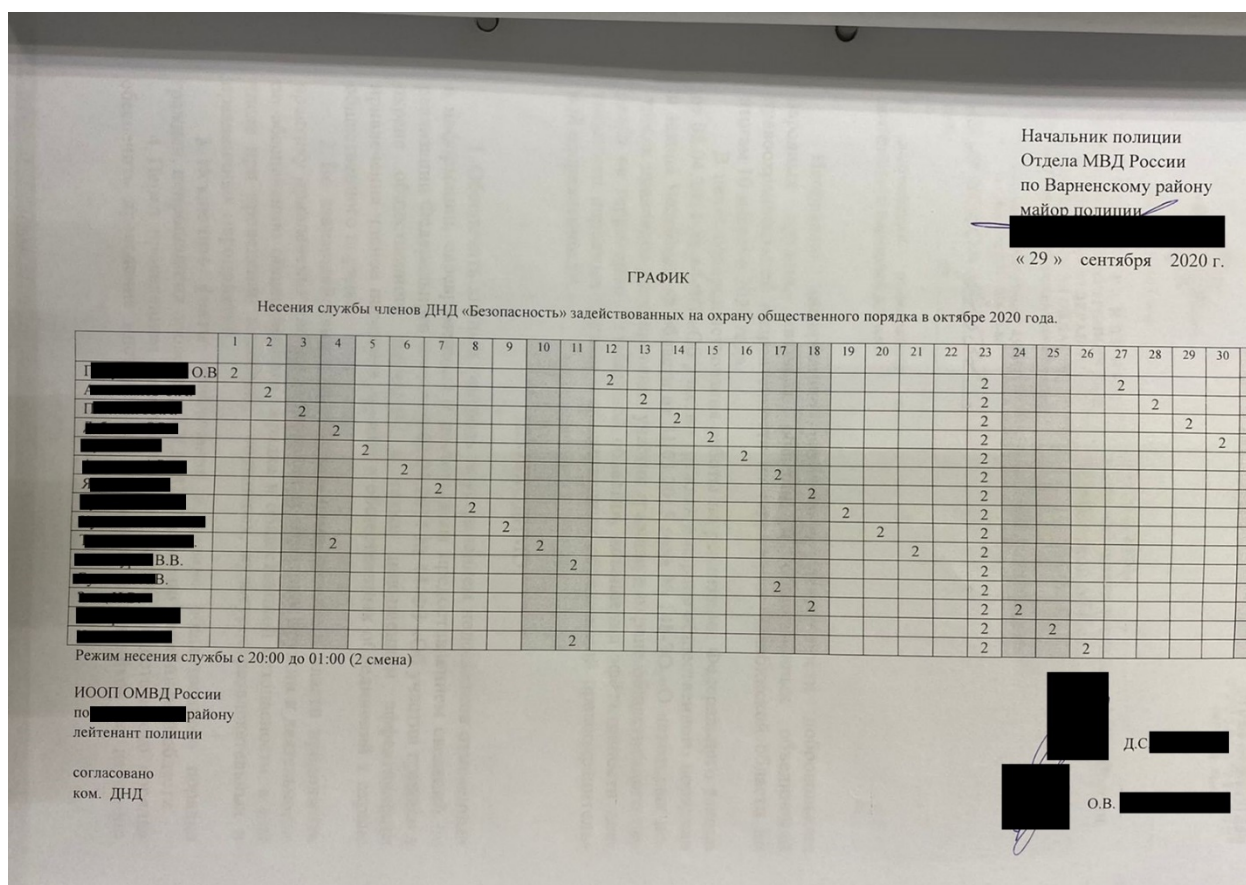 Начальник полиции
Отдела МВД России
по Варненскому району
майор полиции
« 29 » сентября 2020 г.
ГРАФИК
Несения службы членов ДНД «Безопасность» задействованных на охрану общественного порядка в октябре 2020 года.
1 2 3 4 5 6 7 8 9 10 11 12 13 14 15 16 17 18 19 20 21 22 23 24 25 26 27 28 29 30
О.В 2 2 2 2
2 2 2 2
2 2 2 2
2 2 2 2
2 2 2
2 2 2
Я 2 2 2
2 2 2
2 2 2
2 2 2 2
В.В. 2 2
В. 2 2
2 2 2
2 2
2 2 2
Режим несения службы с 20:00 до 01:00 (2 смена)
ИООП ОМВД России
по району
лейтенант полиции
Д.С
согласовано
ком. ДНД
О.В.